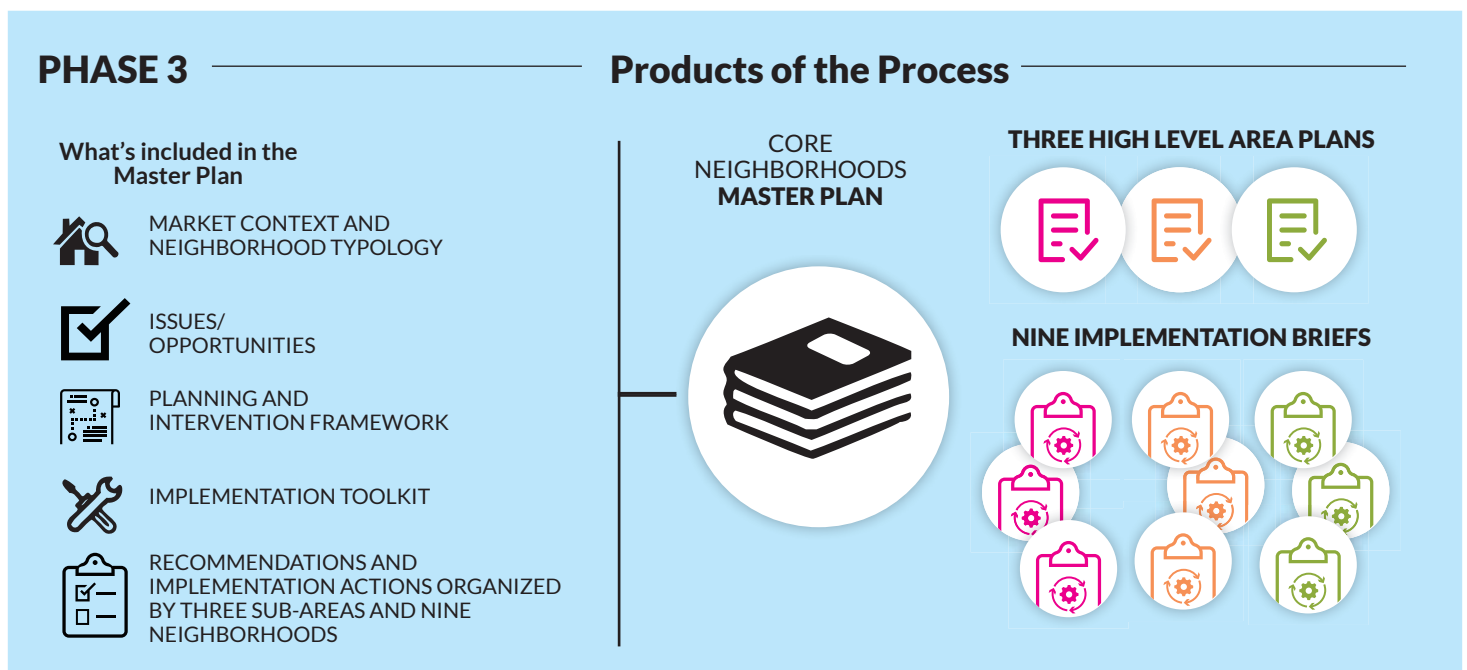 PHASE 3
Products of the Process
What's included in the
Master Plan
MARKET CONTEXT AND
NEIGHBORHOOD TYPOLOGY
ISSUES/
OPPORTUNITIES
PLANNING AND
INTERVENTION FRAMEWORK
IMPLEMENTATION TOOLKIT
RECOMMENDATIONS AND
IMPLEMENTATION ACTIONS ORGANIZED
BY THREE SUB-AREAS AND NINE
NEIGHBORHOODS
CORE
NEIGHBORHOODS
MASTER PLAN
THREE HIGH LEVEL AREA PLANS
NINE IMPLEMENTATION BRIEFS